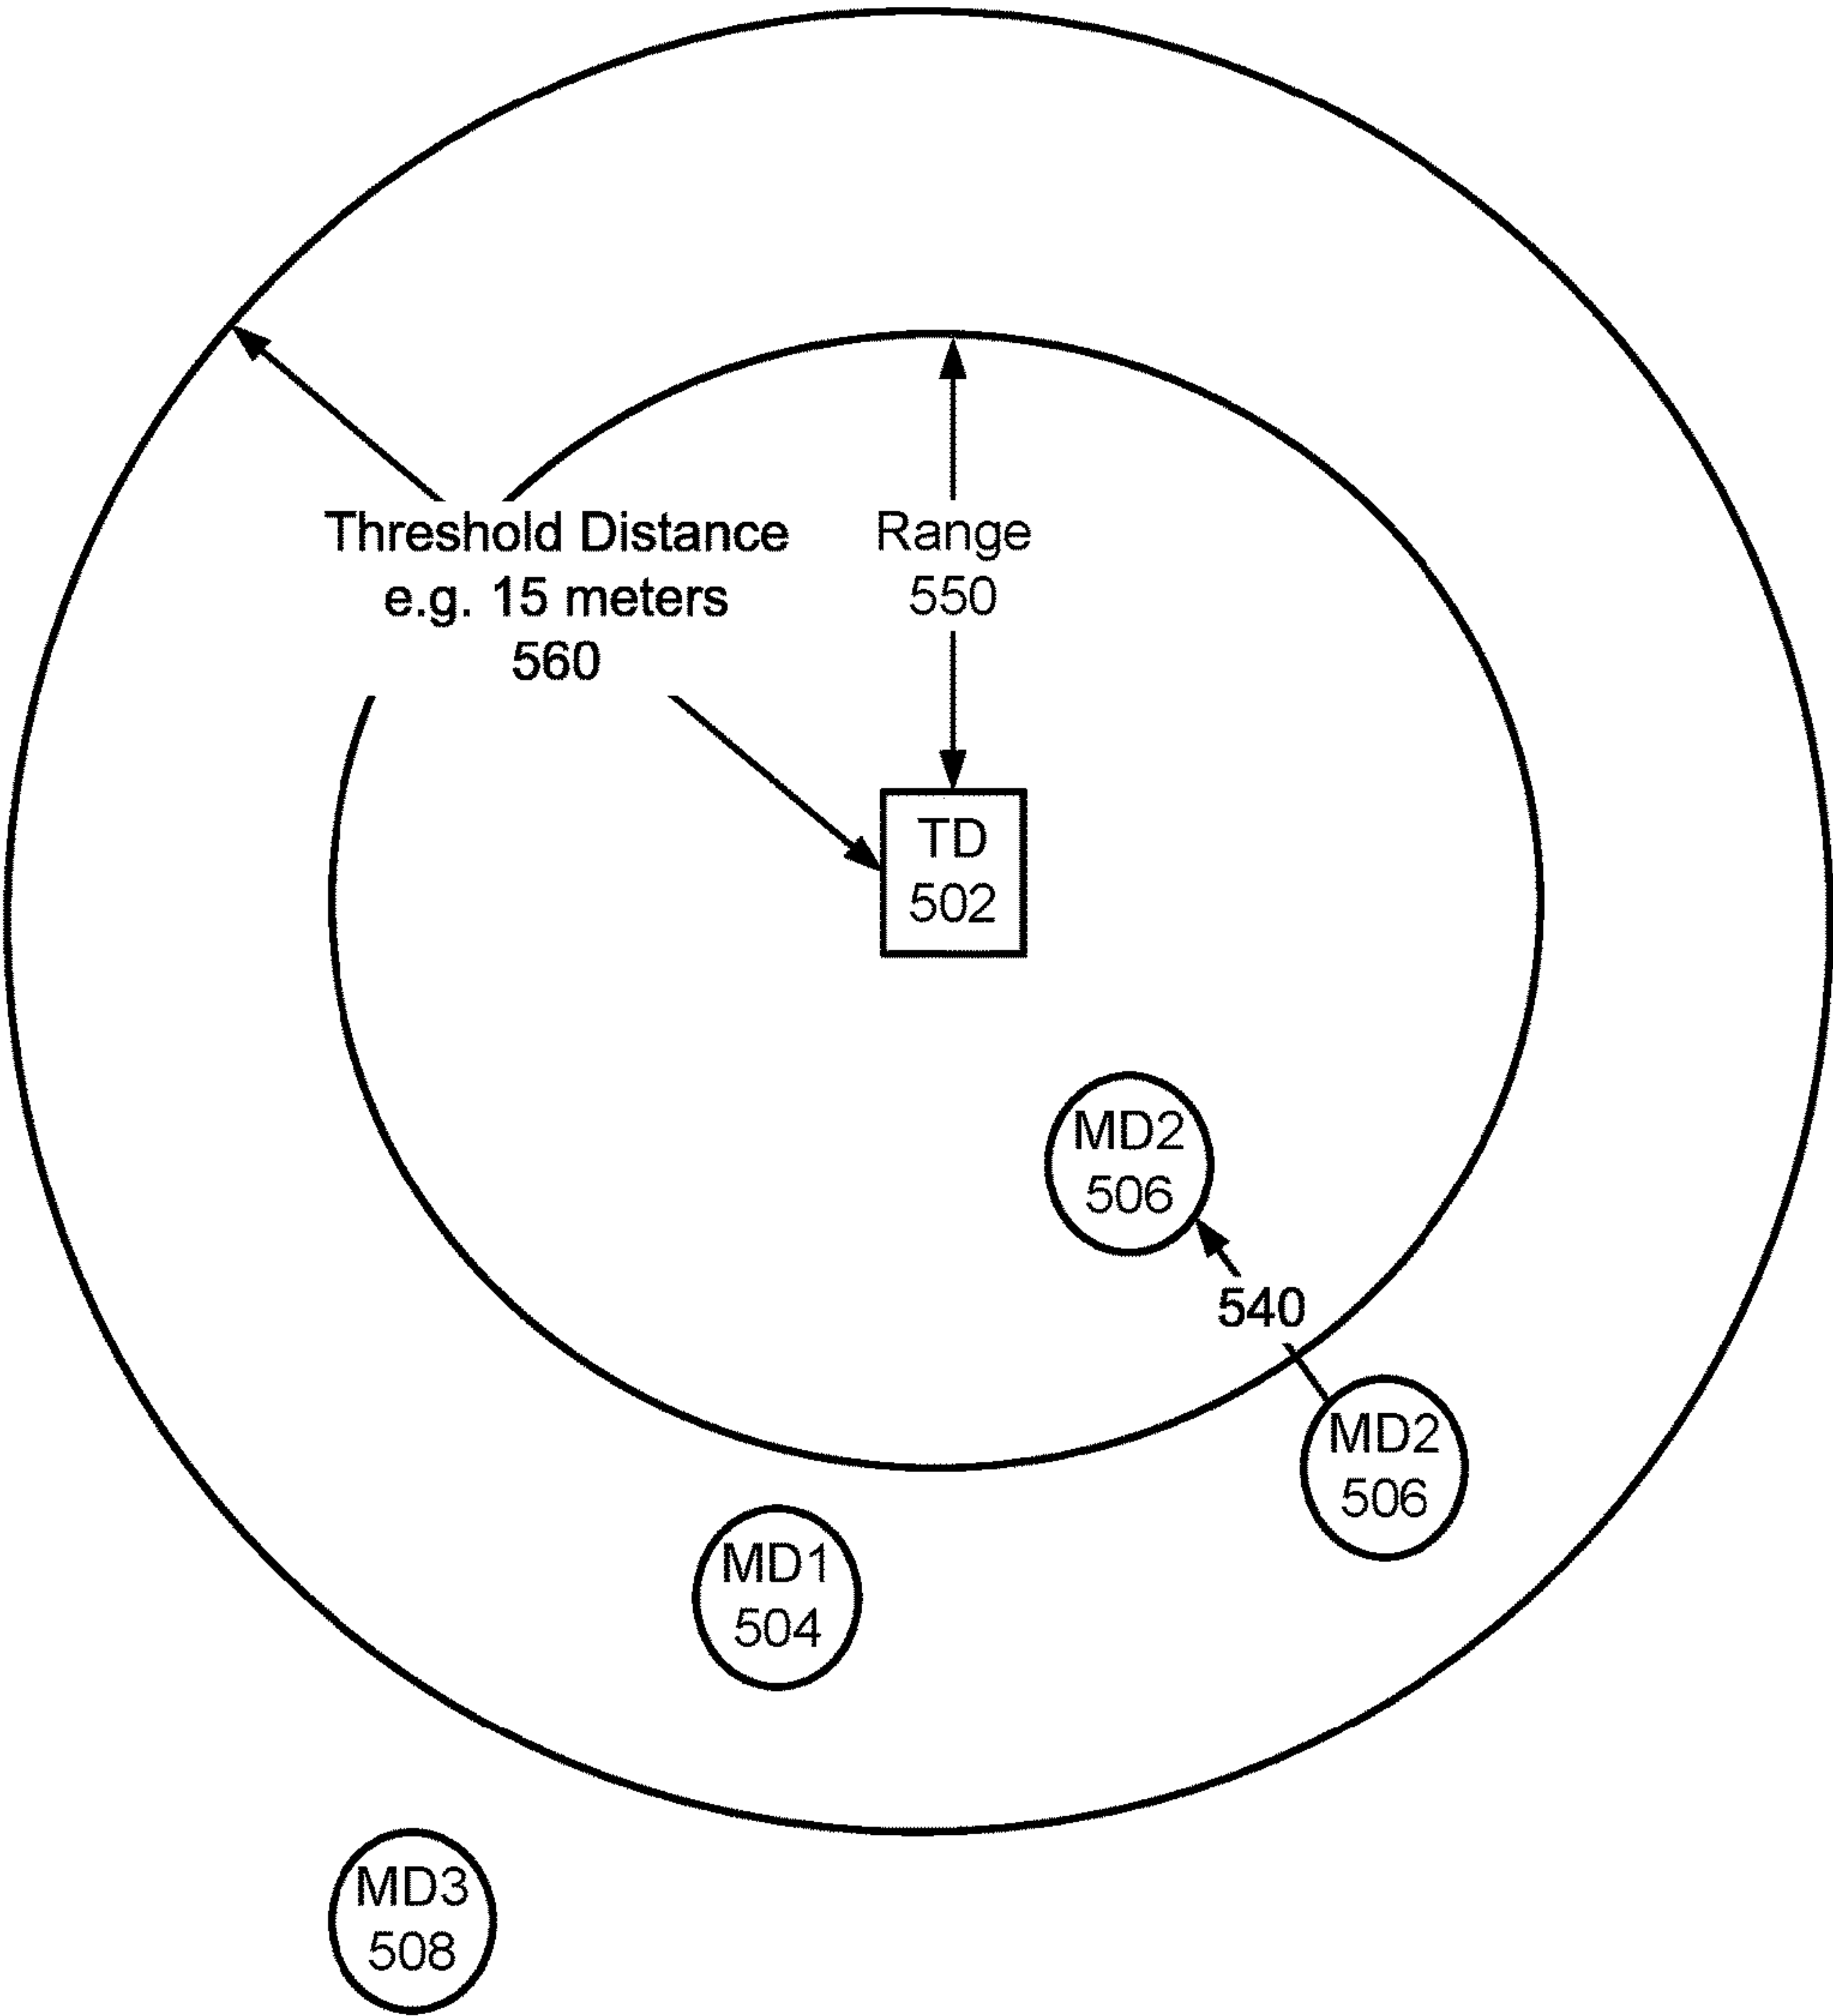 Threshold Distance
e.g. 15 meters
560
Range
550
TD
502
MD2
506
540
MD2
506
MD1
504
MD3
508